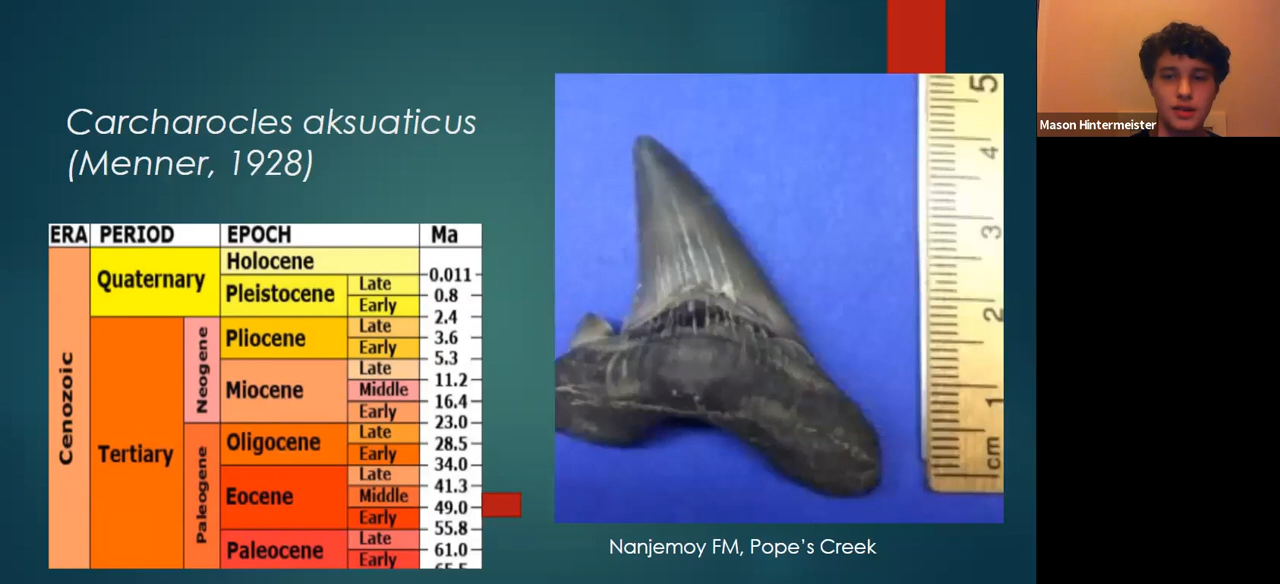 Carcharocles aksuaticus
(Menner, 1928)
ERA PERIOD EPOCH Ma
Cenozoic
Quaternary
Tertiary
Neogene
Paleogene
Holocene
Pleistocene
Late
Early
Pliocene
Late
Early
Miocene
Late
Middle
Early
Oligocene
Late
Early
Eocene
Late
Middle
Early
Paleocene
Late
Early
0.011
0.8
2.4
3.6
5.3
11.2
16.4
23.0
28.5
34.0
41.3
49.0
55.8
61.0
5
4
3
2
1
cm
Nanjemoy FM, Pope's Creek
Mason Hintermeister